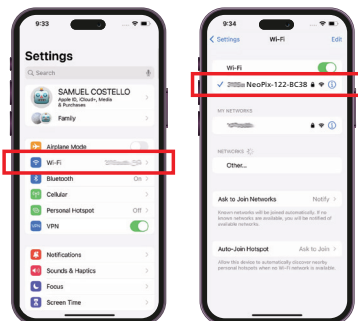 9:33
Settings
Search
SAMUEL COSTELLO
Apple ID, iCloud+, Media
& Purchases
Family
Airplane Mode
Wi-Fi
Bluetooth On
Cellular
Personal Hotspot Off
VPN
Notifications
Sounds & Haptics
Focus
Screen Time
9:34
Settings Wi-Fi Edit
Wi-Fi
NeoPix-122-BC38
MY NETWORKS
NETWORKS
Other...
Ask to Join Networks Notify
Known networks will be joined automatically. If no
known networks are available, you will be notified of
available networks.
Auto-Join Hotspot Ask to Join
Allow this device to automatically discover nearby
personal hotspots when no Wi-Fi network is available.